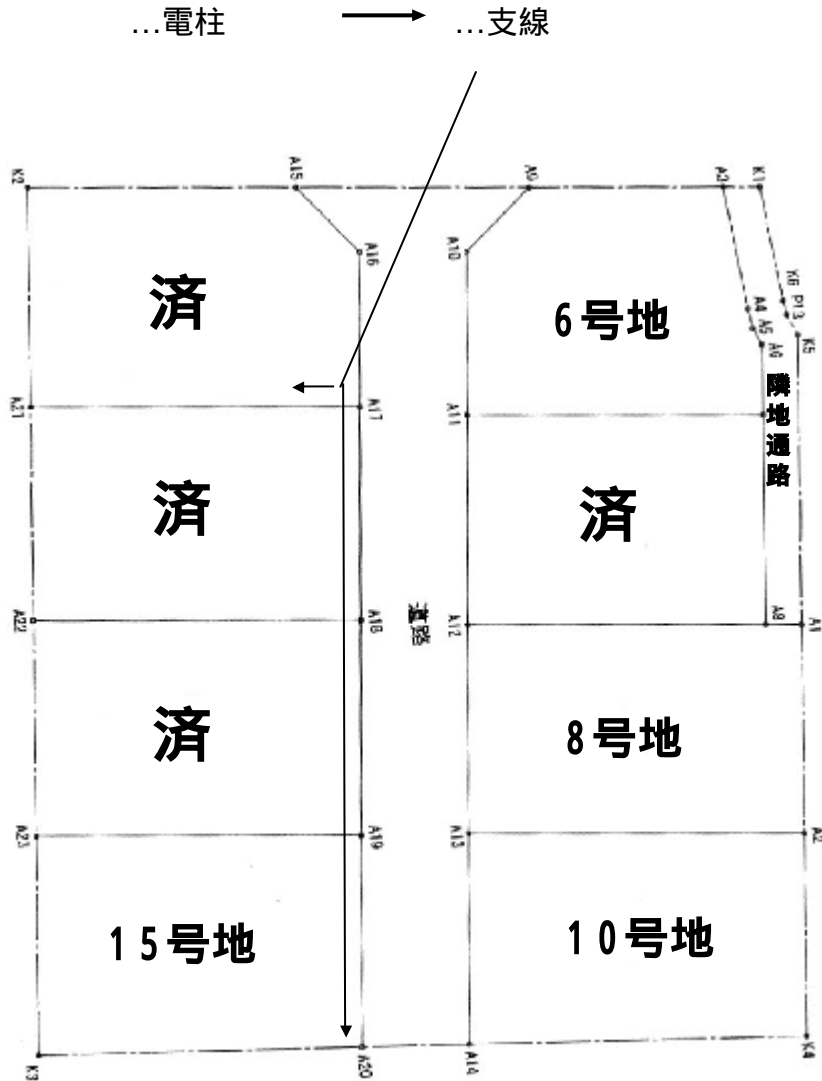 …電柱 …支線
K2 A15 A9 A3 K1
A16 A10 K6 P13
A4 A5 A6 K5
済 6号地
隣地通路
A21 A17 A11
済 済
A22 A18 道路 A12 A8 A1
済 8号地
A23 A19 A13 A2
15号地 10号地
K3 A20 A14 K4